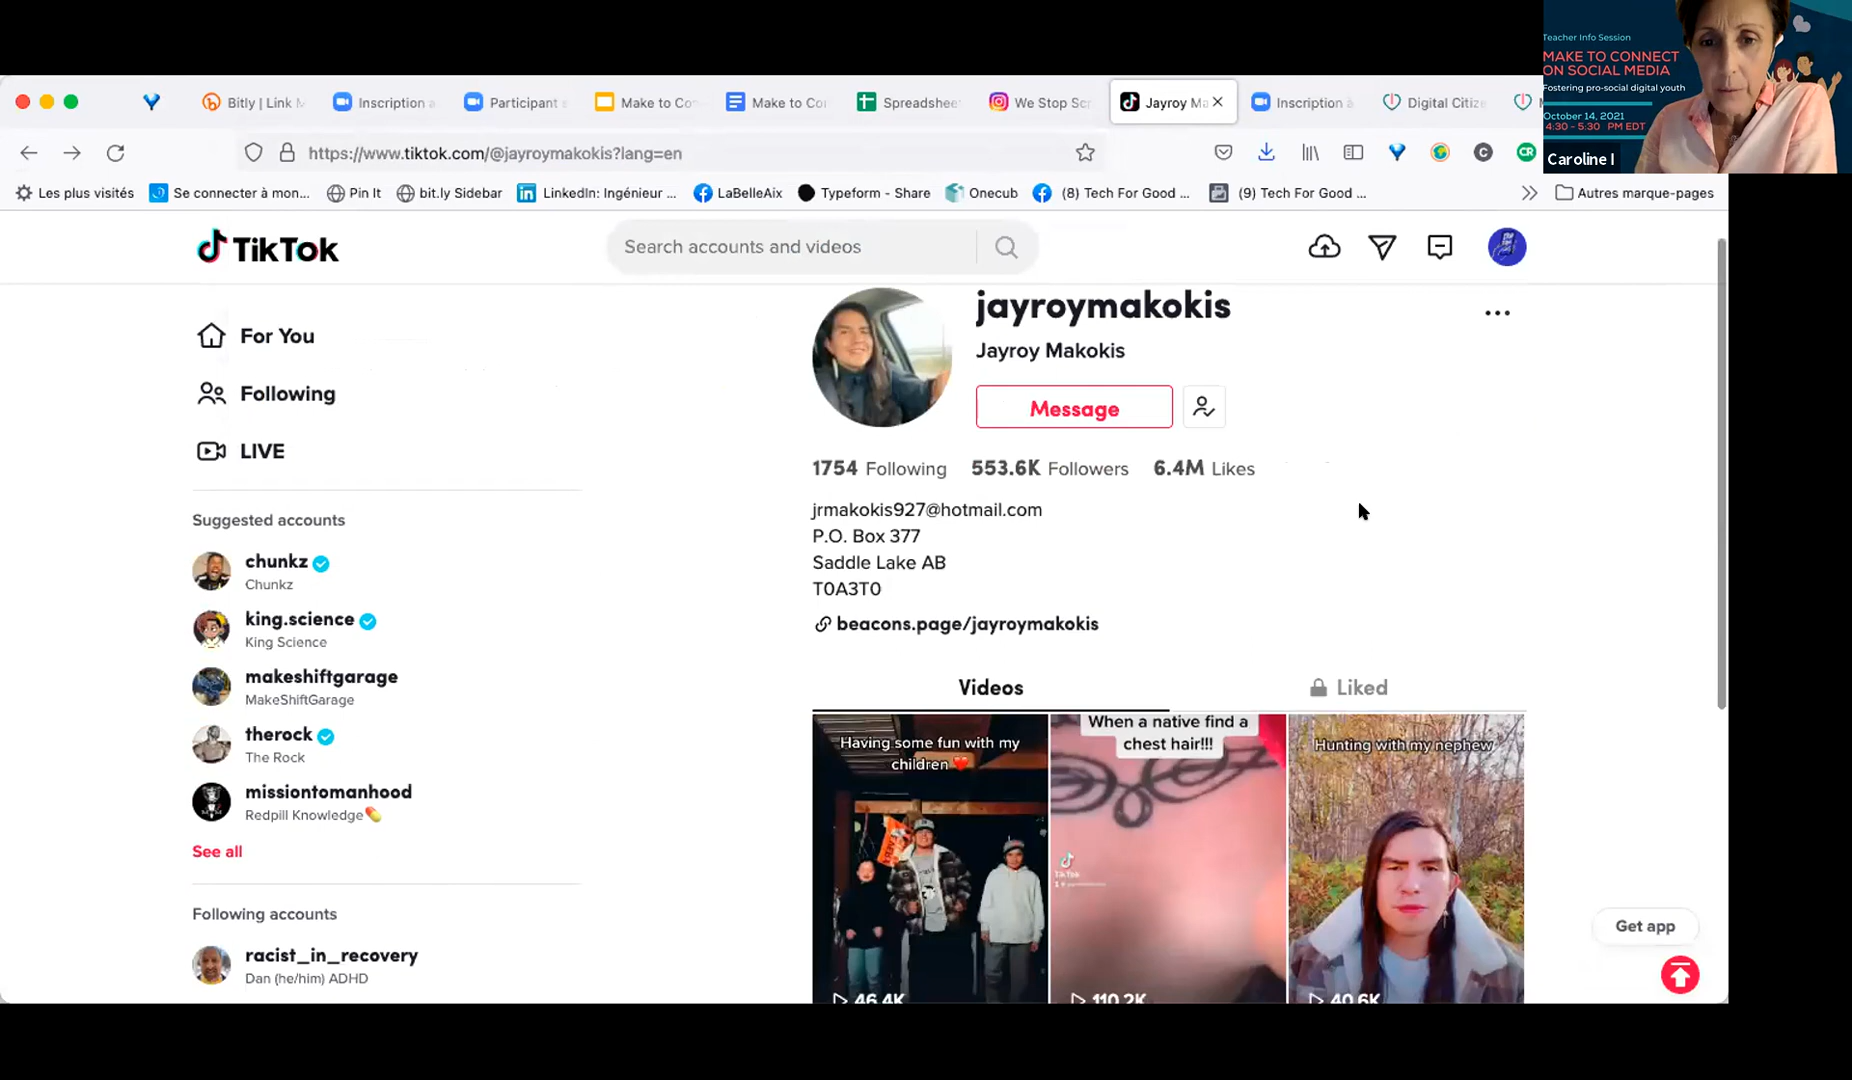 Teacher Info Session
MAKE TO CONNECT
ON SOCIAL MEDIA
Fostering pro-social digital youth
October 14, 2021
4:30 - 5:30 PM EDT
Caroline I
Bitly | Link M
Inscription à
Participant
Make to Co
Make to Co
Spreadshee
We Stop Sc
Jayroy Ma
Inscription à
Digital Citize
https://www.tiktok.com/@jayroymakokis?lang=en
Les plus visités
Se connecter à mon...
Pin It
bit.ly Sidebar
LinkedIn: Ingénieur ...
LaBelleAix
Typeform - Share
Onecub
(8) Tech For Good ...
(9) Tech For Good ...
Autres marque-pages
TikTok
Search accounts and videos
For You
Following
LIVE
Suggested accounts
chunkz
Chunkz
king.science
King Science
makeshiftgarage
MakeShiftGarage
therock
The Rock
missiontomanhood
Redpill Knowledge💊
See all
Following accounts
racist_in_recovery
Dan (he/him) ADHD
jayroymakokis
Jayroy Makokis
Message
1754 Following 553.6K Followers 6.4M Likes
jrmakokis927@hotmail.com
P.O. Box 377
Saddle Lake AB
T0A3T0
beacons.page/jayroymakokis
Videos
Liked
Having some fun with my
children ❤️
46.4K
When a native find a
chest hair!!!
TikTok
110.2K
Hunting with my nephew
40.6K
Get app